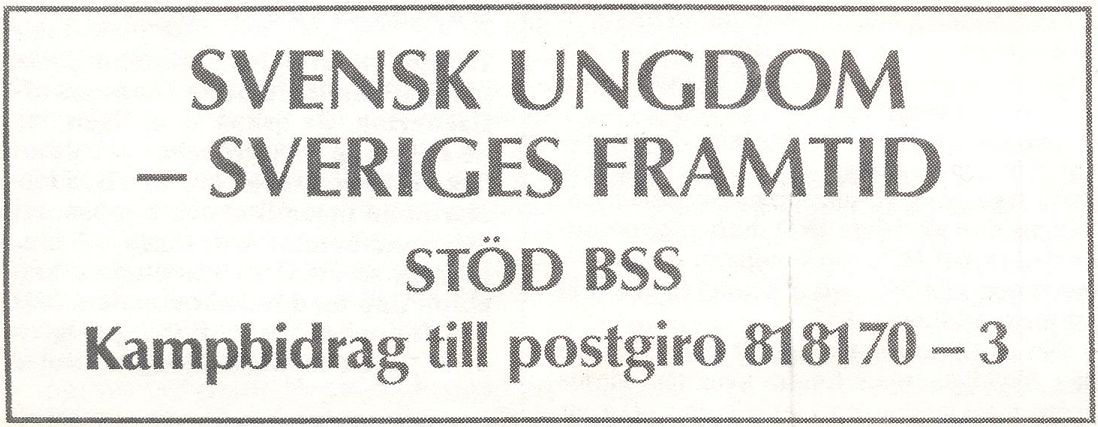 SVENSK UNGDOM
– SVERIGES FRAMTID
STÖD BSS
Kampbidrag till postgiro 818170 – 3